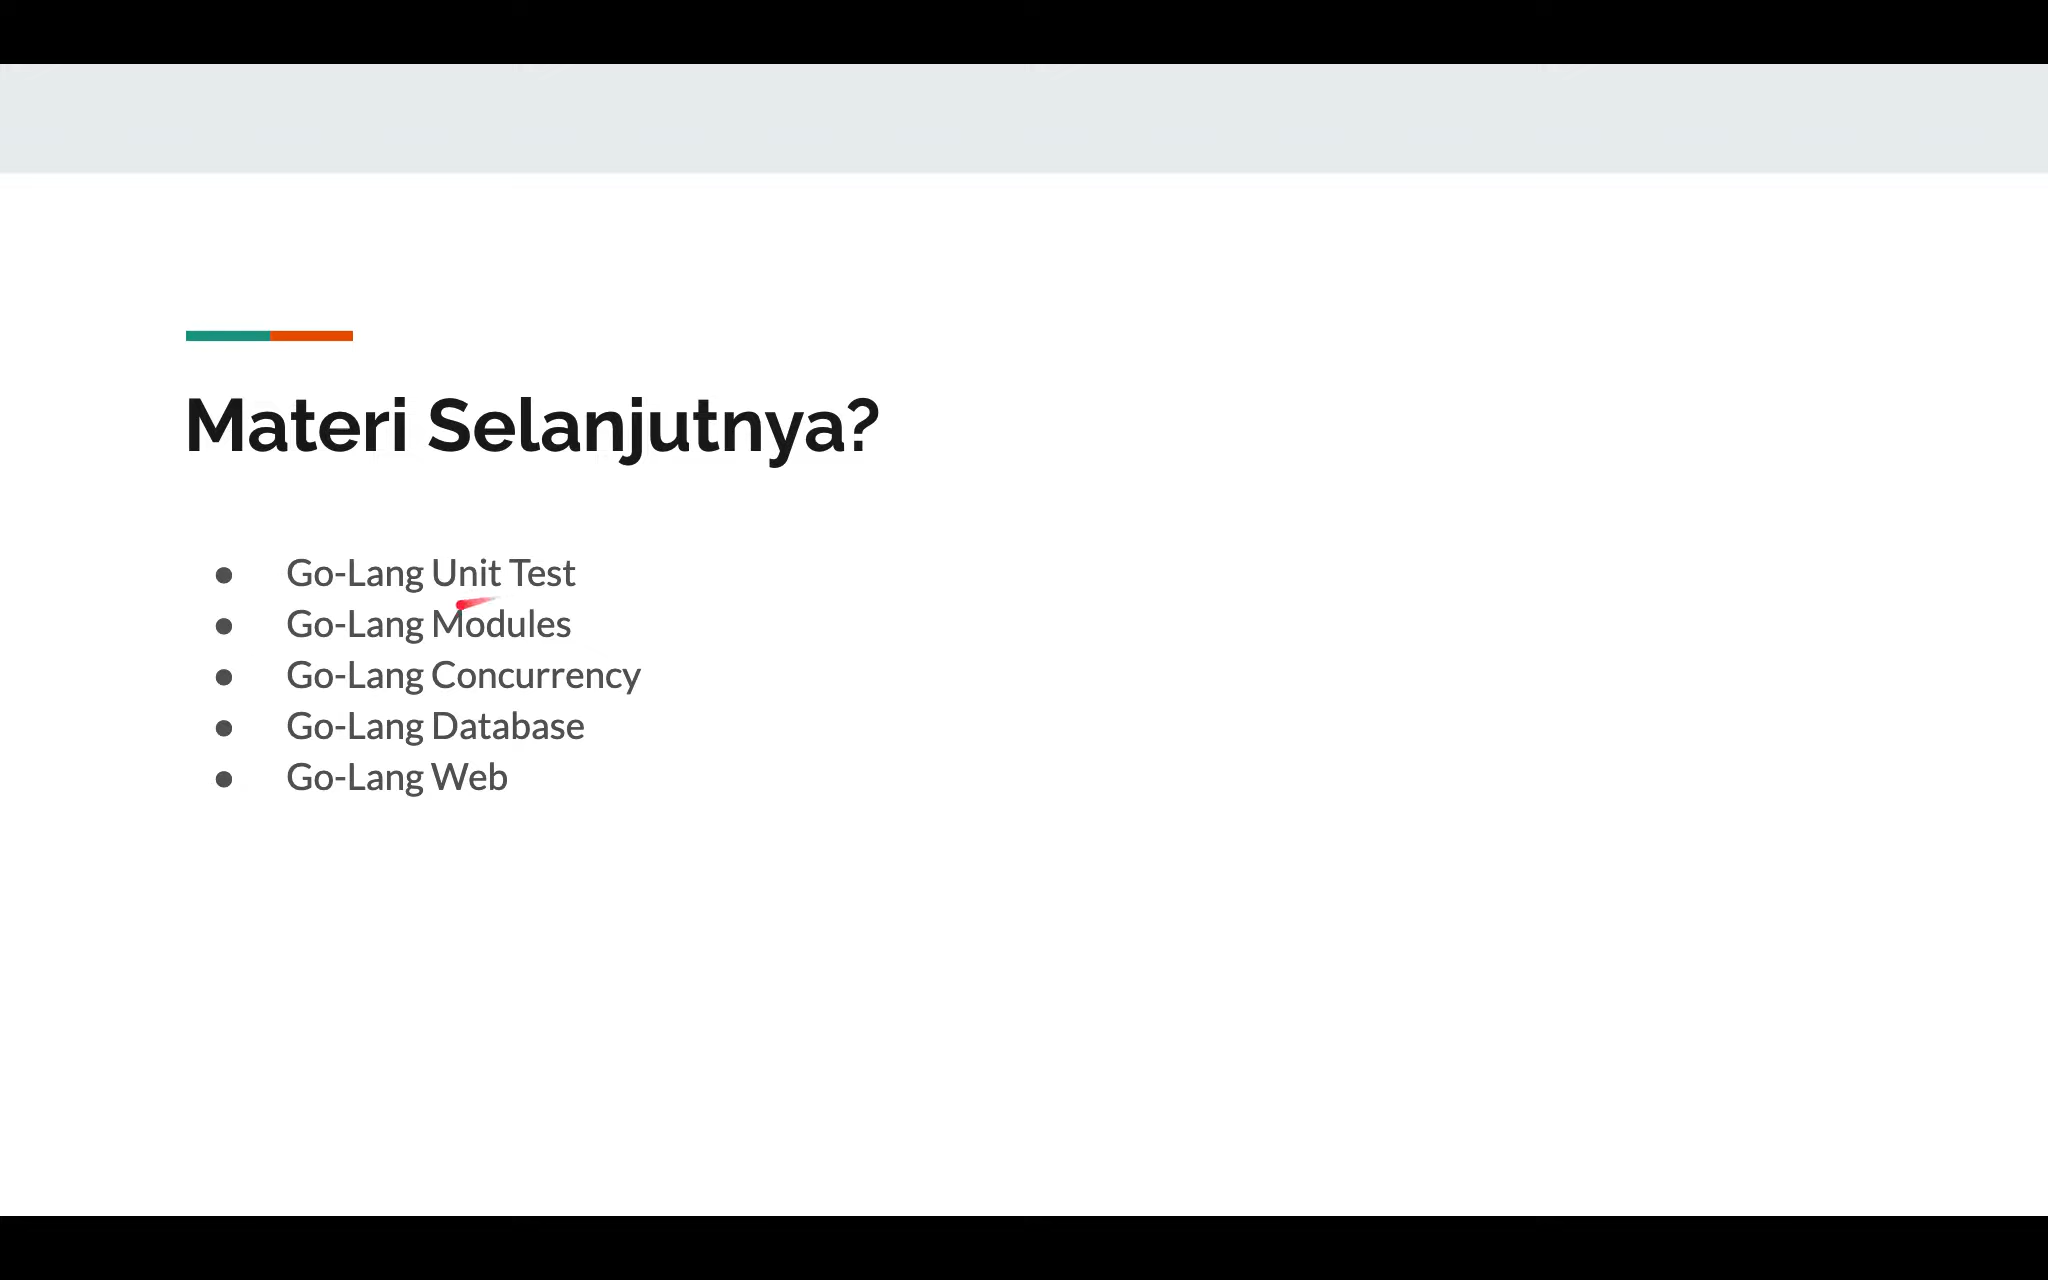 Materi Selanjutnya?
● Go-Lang Unit Test
● Go-Lang Modules
● Go-Lang Concurrency
● Go-Lang Database
● Go-Lang Web